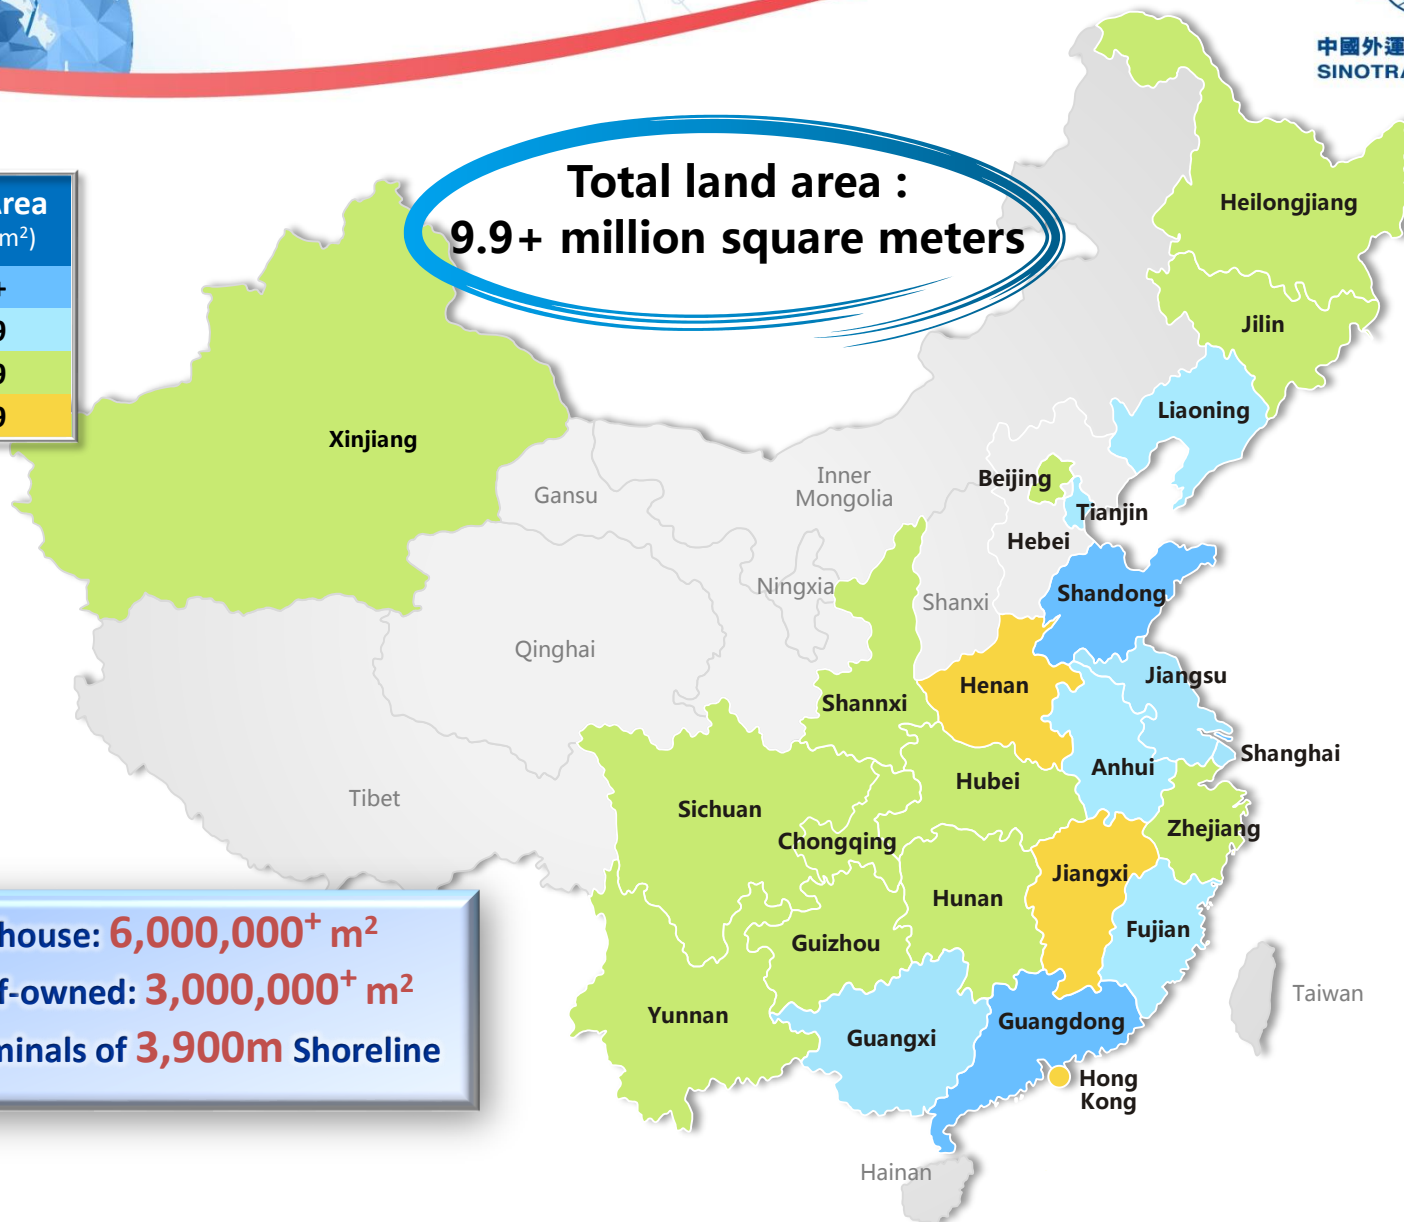 中國外運
Total land area :
9.9+ million square meters
m²)
+
9
9
9
Heilongjiang
Jilin
Liaoning
Xinjiang
Inner
Mongolia
Beijing
Gansu
Tianjin
Hebei
Ningxia
Shanxi
Shandong
Qinghai
Jiangsu
Henan
Shannxi
Shanghai
Anhui
Hubei
Tibet
Sichuan
Zhejiang
Chongqing
Jiangxi
Hunan
Fujian
Guizhou
house: 6,000,000⁺ m²
f-owned: 3,000,000⁺ m²
minals of 3,900m Shoreline
Taiwan
Yunnan
Guangdong
Guangxi
Hong
Kong
Hainan